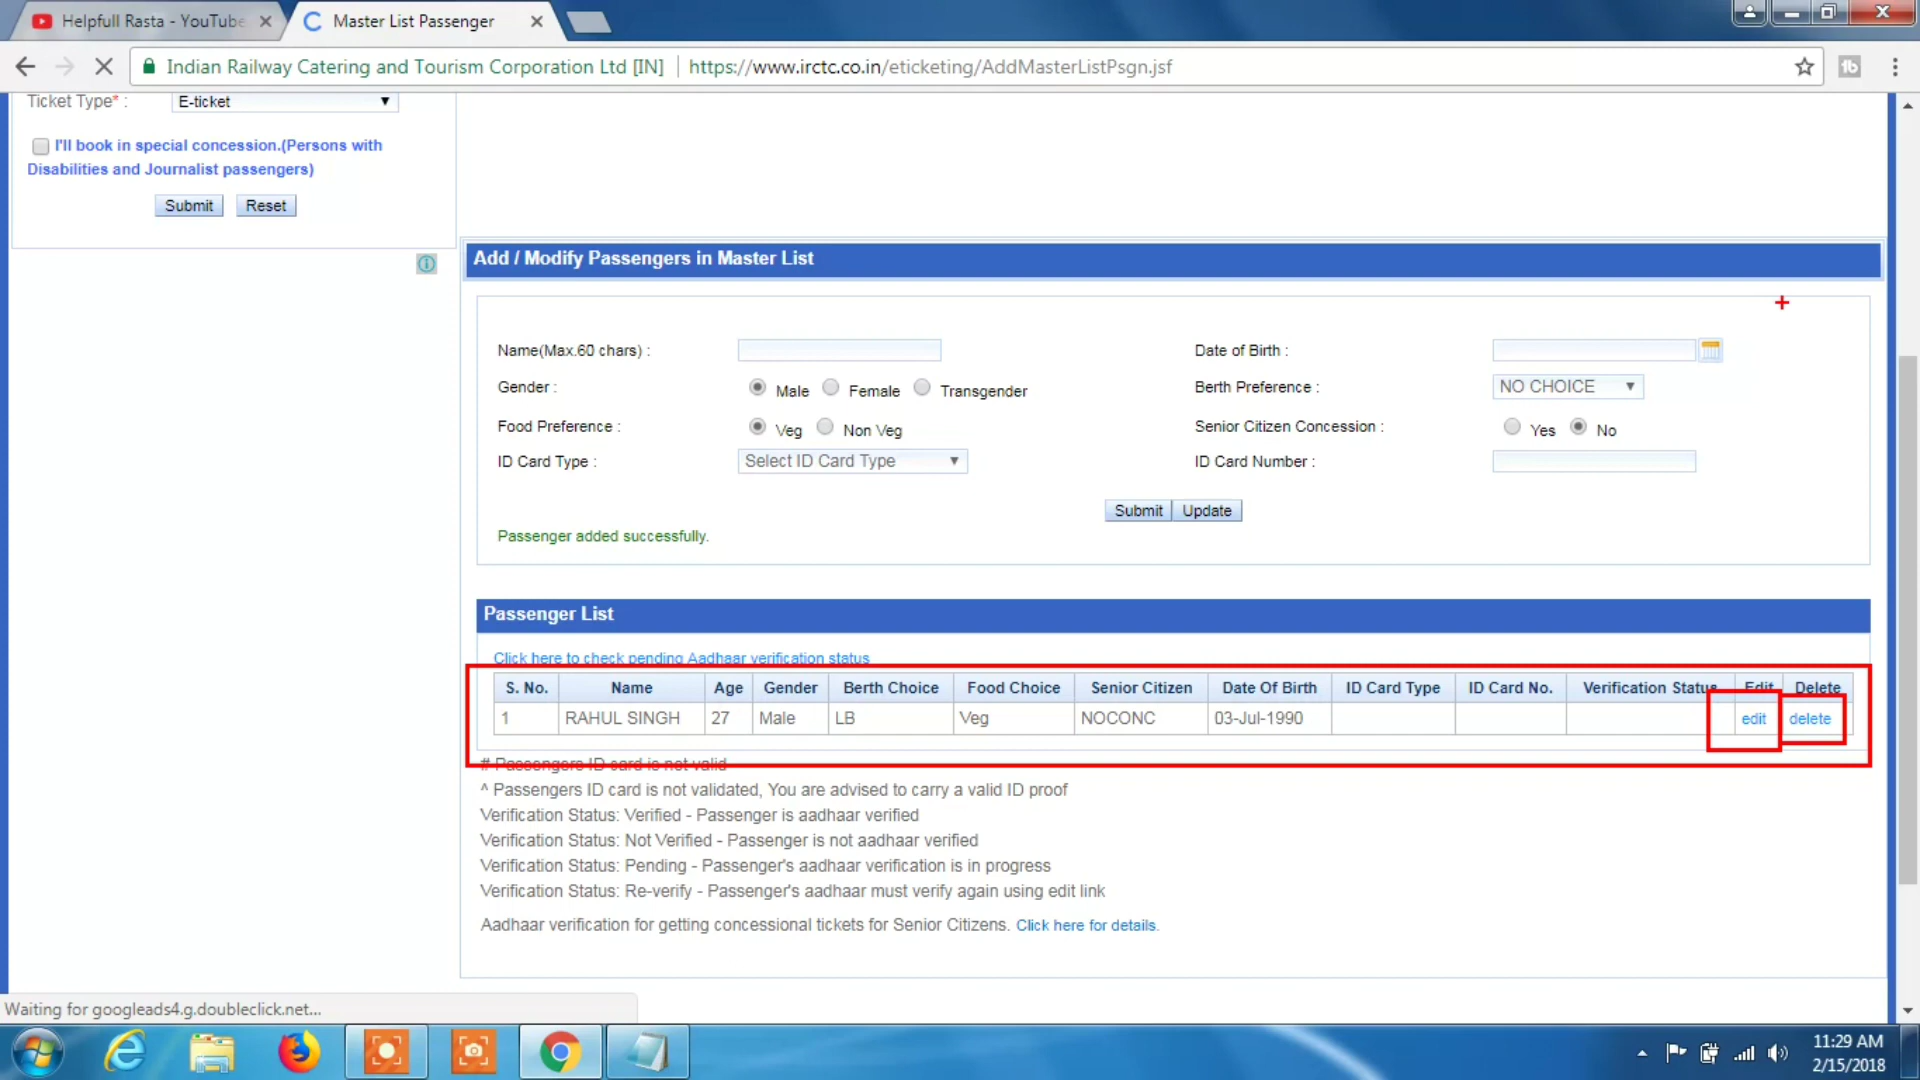 Helpfull Rasta - YouTube
Master List Passenger
Indian Railway Catering and Tourism Corporation Ltd [IN] https://www.irctc.co.in/eticketing/AddMasterListPsgn.jsf
Ticket Type* : E-ticket
I'll book in special concession.(Persons with
Disabilities and Journalist passengers)
Submit Reset
Add / Modify Passengers in Master List
Name(Max.60 chars) : Date of Birth :
Gender : Male Female Transgender Berth Preference : NO CHOICE
Food Preference : Veg Non Veg Senior Citizen Concession : Yes No
ID Card Type : Select ID Card Type ID Card Number :
Submit Update
Passenger added successfully.
Passenger List
Click here to check pending Aadhaar verification status
S. No. Name Age Gender Berth Choice Food Choice Senior Citizen Date Of Birth ID Card Type ID Card No. Verification Status Edit Delete
1 RAHUL SINGH 27 Male LB Veg NOCONC 03-Jul-1990 edit delete
# Passengers ID card is not valid
^ Passengers ID card is not validated, You are advised to carry a valid ID proof
Verification Status: Verified - Passenger is aadhaar verified
Verification Status: Not Verified - Passenger is not aadhaar verified
Verification Status: Pending - Passenger's aadhaar verification is in progress
Verification Status: Re-verify - Passenger's aadhaar must verify again using edit link
Aadhaar verification for getting concessional tickets for Senior Citizens. Click here for details.
Waiting for googleads4.g.doubleclick.net...
11:29 AM
2/15/2018